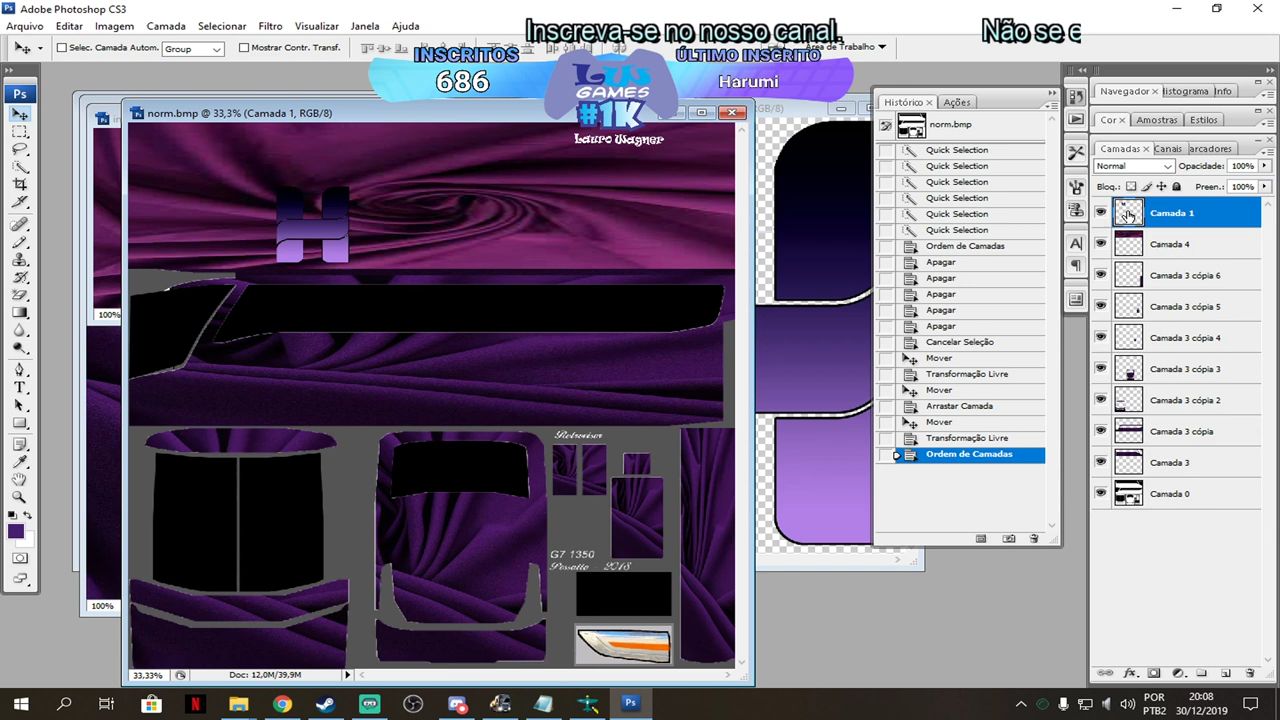 Adobe Photoshop CS3
Arquivo Editar Imagem Camada Selecionar Filtro Visualizar Janela Ajuda
Inscreva-se no nosso canal. Não se e
Selec. Camada Autom. Group Mostrar Contr. Transf. Área de Trabalho
INSCRITOS ÚLTIMO INSCRITO
686 Harumi
LWS
GAMES
#1K
Lauro Wagner
norm.bmp @ 33,3% (Camada 1, RGB/8)
RGB/8)
Histórico Ações
norm.bmp
Quick Selection
Quick Selection
Quick Selection
Quick Selection
Quick Selection
Quick Selection
Ordem de Camadas
Apagar
Apagar
Apagar
Apagar
Apagar
Cancelar Seleção
Mover
Transformação Livre
Mover
Arrastar Camada
Mover
Transformação Livre
Ordem de Camadas
Navegador Histograma Info
Cor Amostras Estilos
Camadas Canais arcadores
Normal Opacidade: 100%
Bloq.: Preen.: 100%
Camada 1
Camada 4
Camada 3 cópia 6
Camada 3 cópia 5
Camada 3 cópia 4
Camada 3 cópia 3
Camada 3 cópia 2
Camada 3 cópia
Camada 3
Camada 0
Ps
H
100%
100%
G7 1350
Pessatto - 2018
33,33% Doc: 12,0M/39,9M
POR
PTB2
20:08
30/12/2019